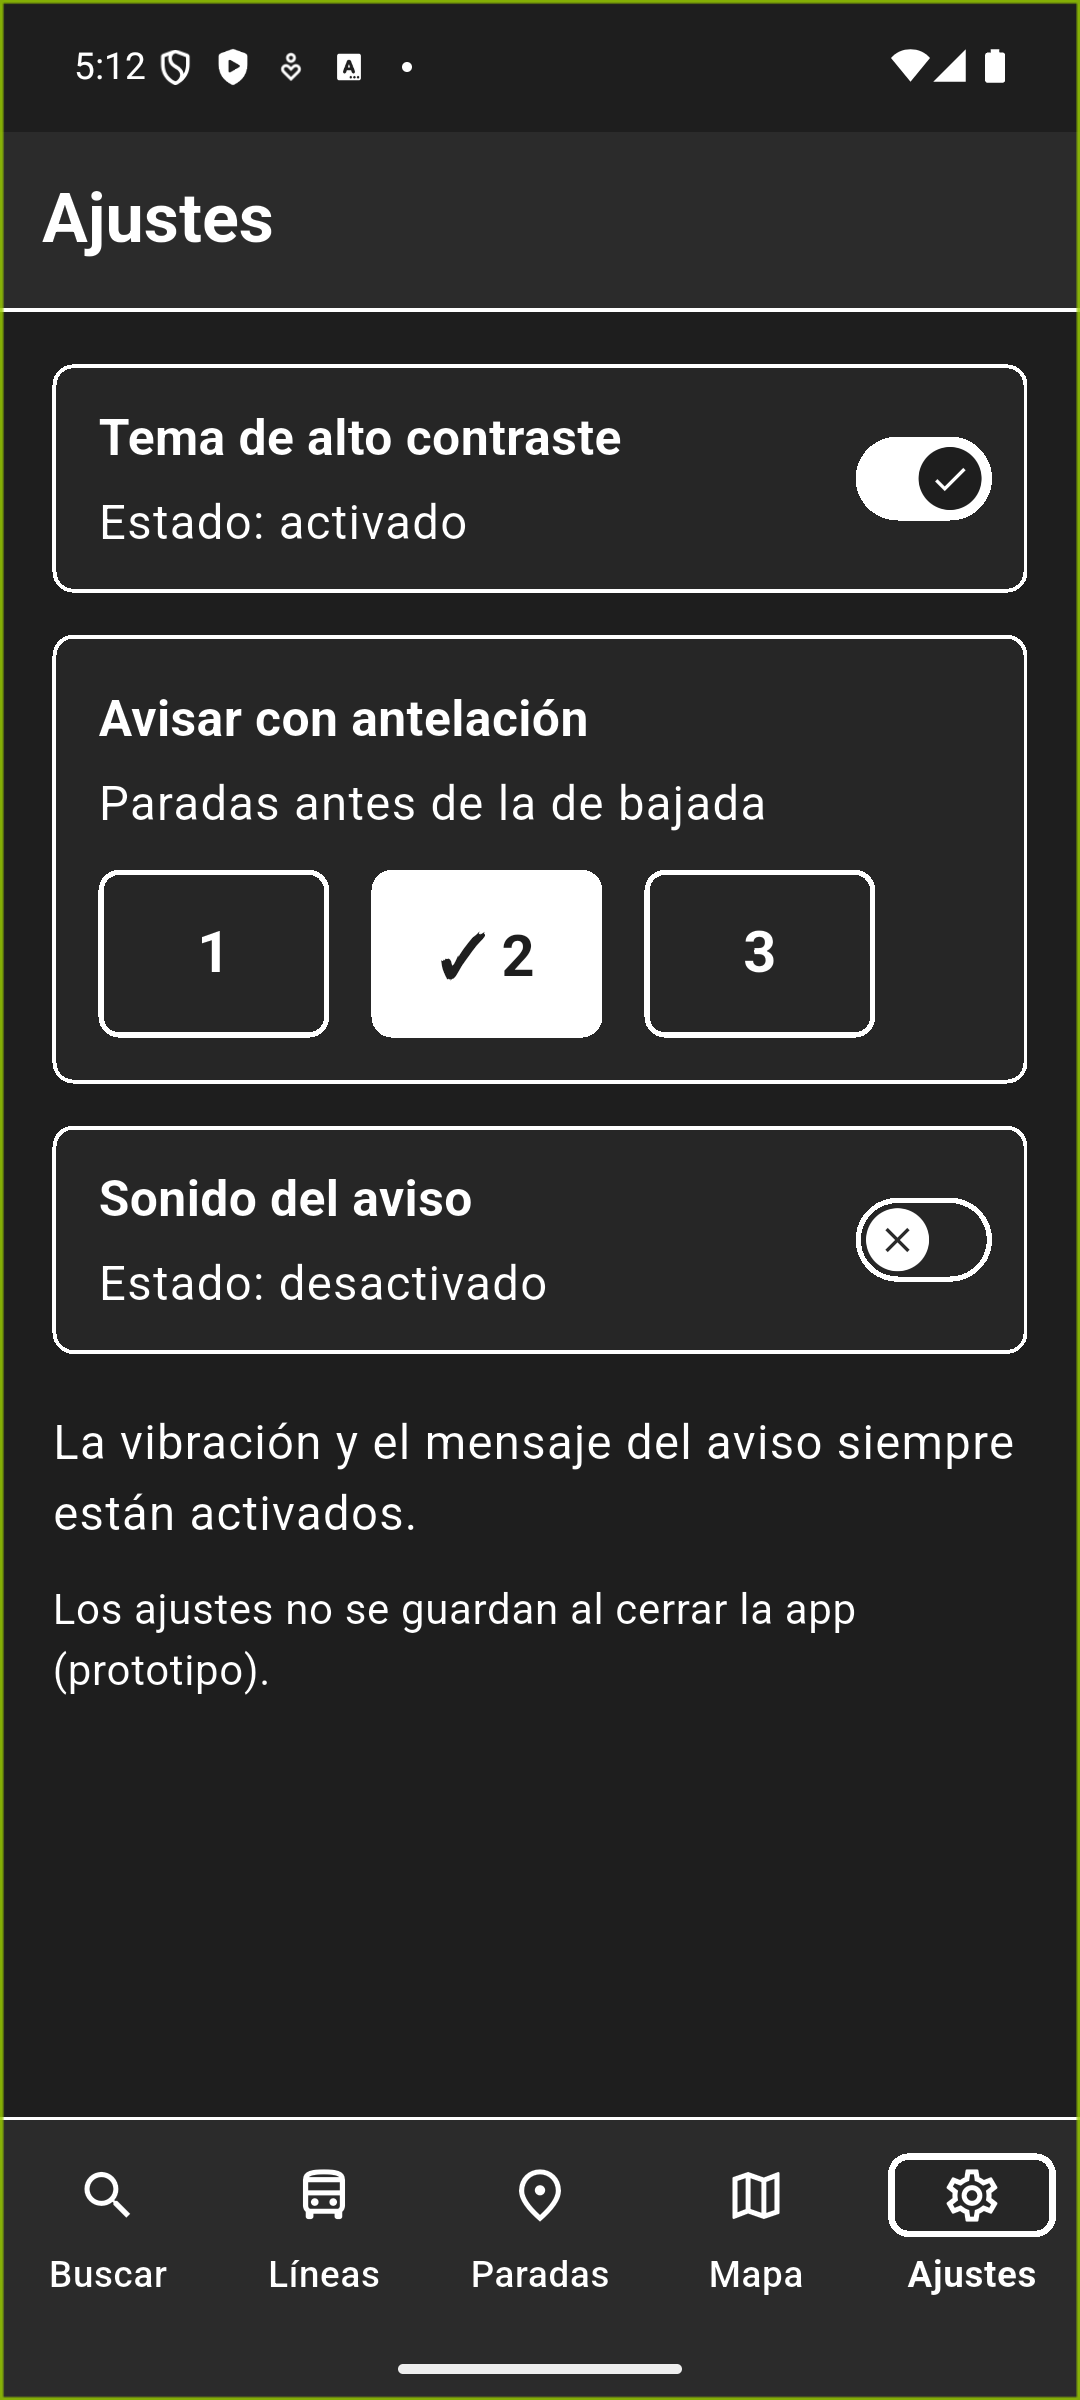 5:12
Ajustes
Tema de alto contraste
Estado: activado
Avisar con antelación
Paradas antes de la de bajada
1
✓ 2
3
Sonido del aviso
Estado: desactivado
La vibración y el mensaje del aviso siempre
están activados.
Los ajustes no se guardan al cerrar la app
(prototipo).
Buscar
Líneas
Paradas
Mapa
Ajustes